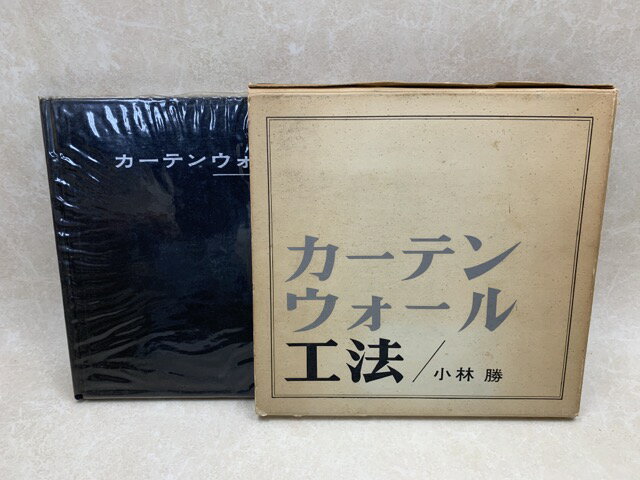 カーテンウォ
カーテン
ウォール
工法/小林 勝